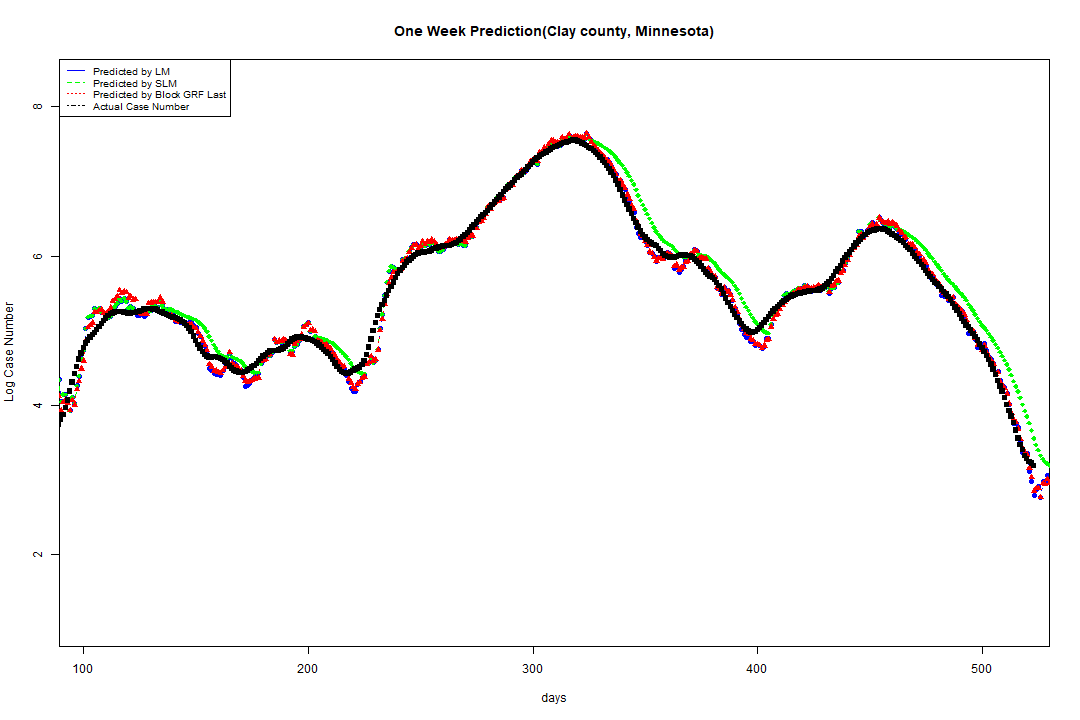 One Week Prediction(Clay county, Minnesota)
Predicted by LM
Predicted by SLM
Predicted by Block GRF Last
Actual Case Number
8
6
4
2
Log Case Number
100 200 300 400 500
days